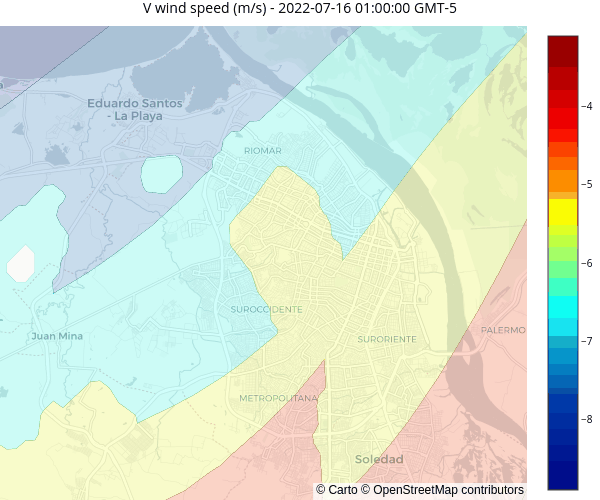 V wind speed (m/s) - 2022-07-16 01:00:00 GMT-5
Eduardo Santos
- La Playa
RIOMAR
SUROCCIDENTE
Juan Mina
SURORIENTE
PALERMO
METROPOLITANA
Soledad
−4
−5
−6
−7
−8
© Carto © OpenStreetMap contributors